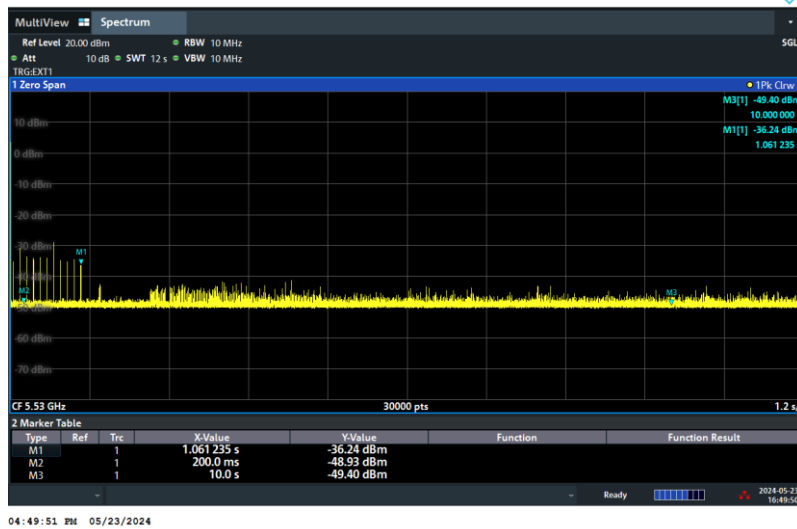 MultiView Spectrum
Ref Level 20.00 dBm RBW 10 MHz SGL
Att 10 dB SWT 12 s VBW 10 MHz
TRG:EXT1
1 Zero Span 1Pk Clrw
M3[1] -49.40 dBm
10.000 000
M1[1] -36.24 dBm
1.061 235
10 dBm
0 dBm
-10 dBm
-20 dBm
-30 dBm
M1
-40 dBm
M2
M3
-60 dBm
-70 dBm
CF 5.53 GHz 30000 pts 1.2 s/
2 Marker Table
Type Ref Trc X-Value Y-Value Function Function Result
M1 1 1.061 235 s -36.24 dBm
M2 1 200.0 ms -48.93 dBm
M3 1 10.0 s -49.40 dBm
Ready 2024-05-23
16:49:50
04:49:51 PM 05/23/2024